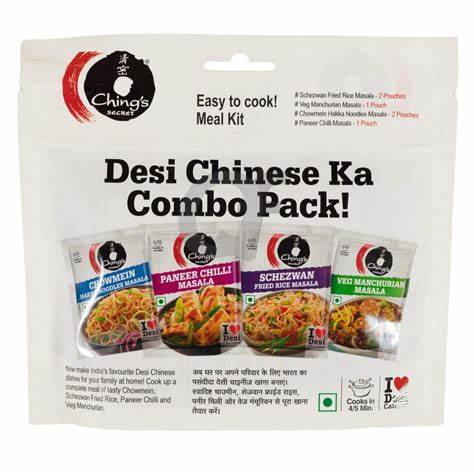 清
Ching's
SECRET
Easy to cook!
Meal Kit
# Schezwan Fried Rice Masala - 2 Pouches
# Veg Manchurian Masala - 1 Pouch
# Chowmein Hakka Noodles Masala - 2 Pouches
# Paneer Chilli Masala - 1 Pouch
Desi Chinese Ka
Combo Pack!
Ching's
CHOWMEIN
HAKKA NOODLES MASALA
I
Desi
Ching's
PANEER CHILLI
MASALA
I
Desi
Ching's
SCHEZWAN
FRIED RICE MASALA
I
Desi
Ching's
VEG MANCHURIAN
MASALA
I
Desi
Now make India's favourite Desi Chinese
dishes for your family at home! Cook up a
complete meal of tasty Chowmein,
Schezwan Fried Rice, Paneer Chilli and
Veg Manchurian.
अब घर पर अपने परिवार के लिए भारत का
पसंदीदा देसी चाइनीज़ खाना बनाएं!
स्वादिष्ट चाउमीन, शेज़वान फ्राईड राइस,
पनीर चिली और वेज मंचूरियन से पूरा खाना
तैयार करें।
Cooks in
4/5 Min.
I
Desi